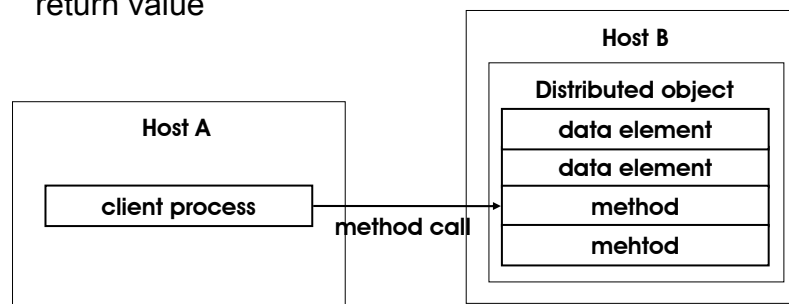 return value
Host B
Distributed object
Host A
data element
data element
client process
method
method call
mehtod